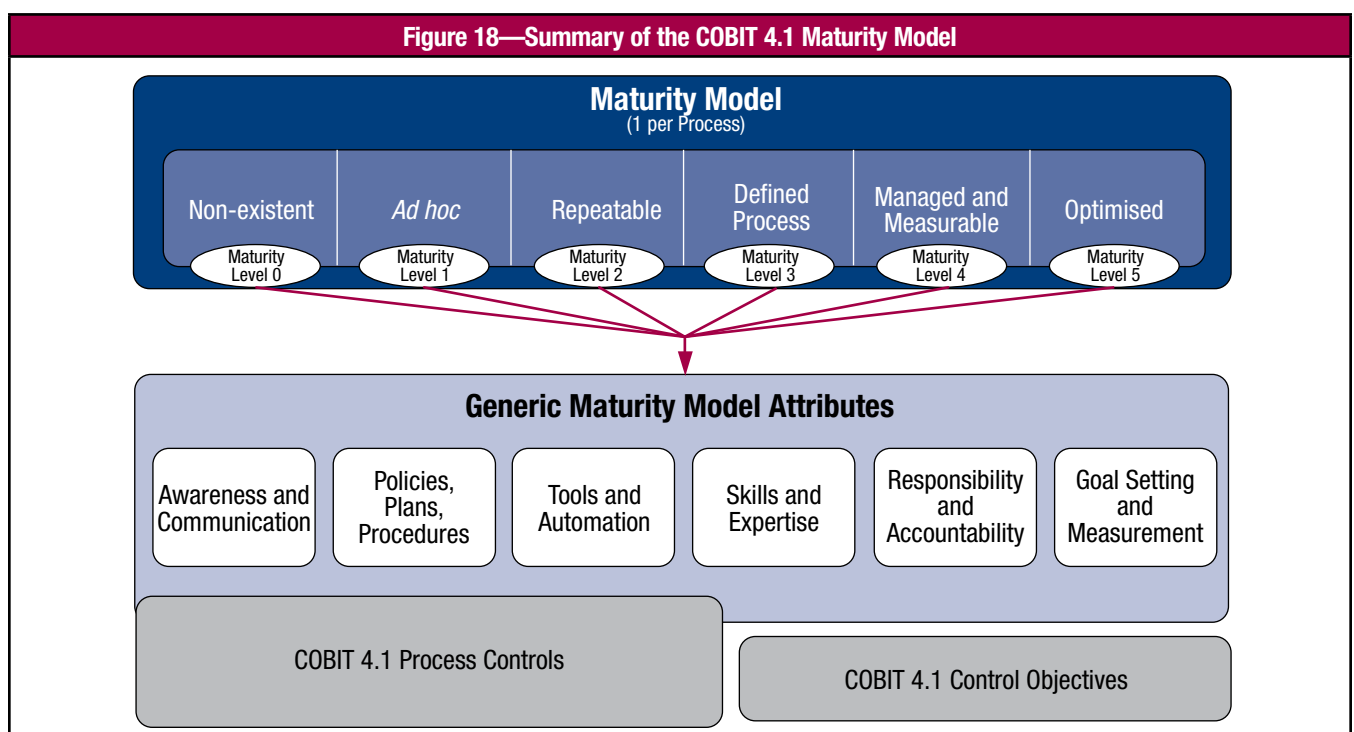 Figure 18—Summary of the COBIT 4.1 Maturity Model
Maturity Model
(1 per Process)
Non-existent
Ad hoc
Repeatable
Defined
Process
Managed and
Measurable
Optimised
Maturity
Level 0
Maturity
Level 1
Maturity
Level 2
Maturity
Level 3
Maturity
Level 4
Maturity
Level 5
Generic Maturity Model Attributes
Awareness and
Communication
Policies,
Plans,
Procedures
Tools and
Automation
Skills and
Expertise
Responsibility
and
Accountability
Goal Setting
and
Measurement
COBIT 4.1 Process Controls
COBIT 4.1 Control Objectives